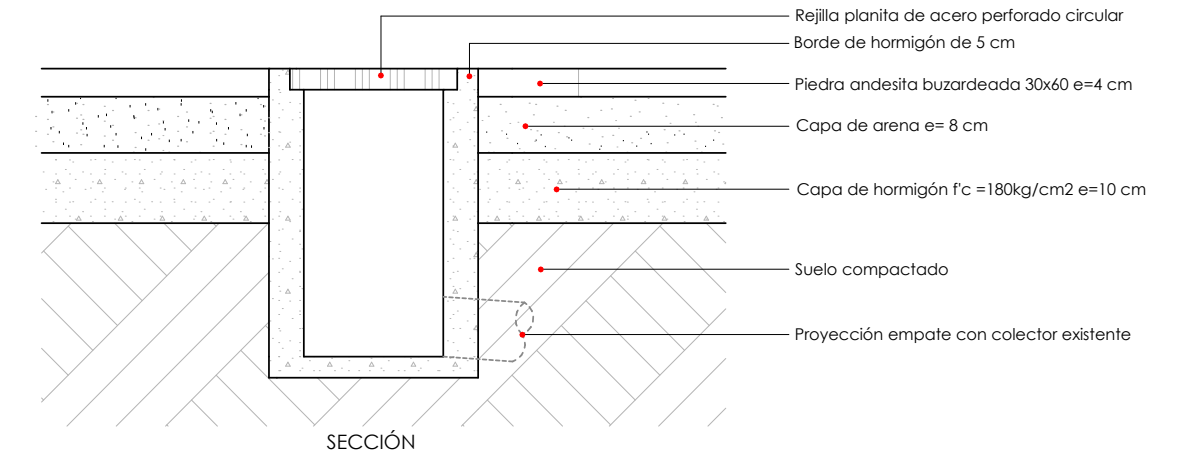 Rejilla planita de acero perforado circular
Borde de hormigón de 5 cm
Piedra andesita buzardeada 30x60 e=4 cm
Capa de arena e= 8 cm
Capa de hormigón f'c =180kg/cm2 e=10 cm
Suelo compactado
Proyección empate con colector existente
SECCIÓN